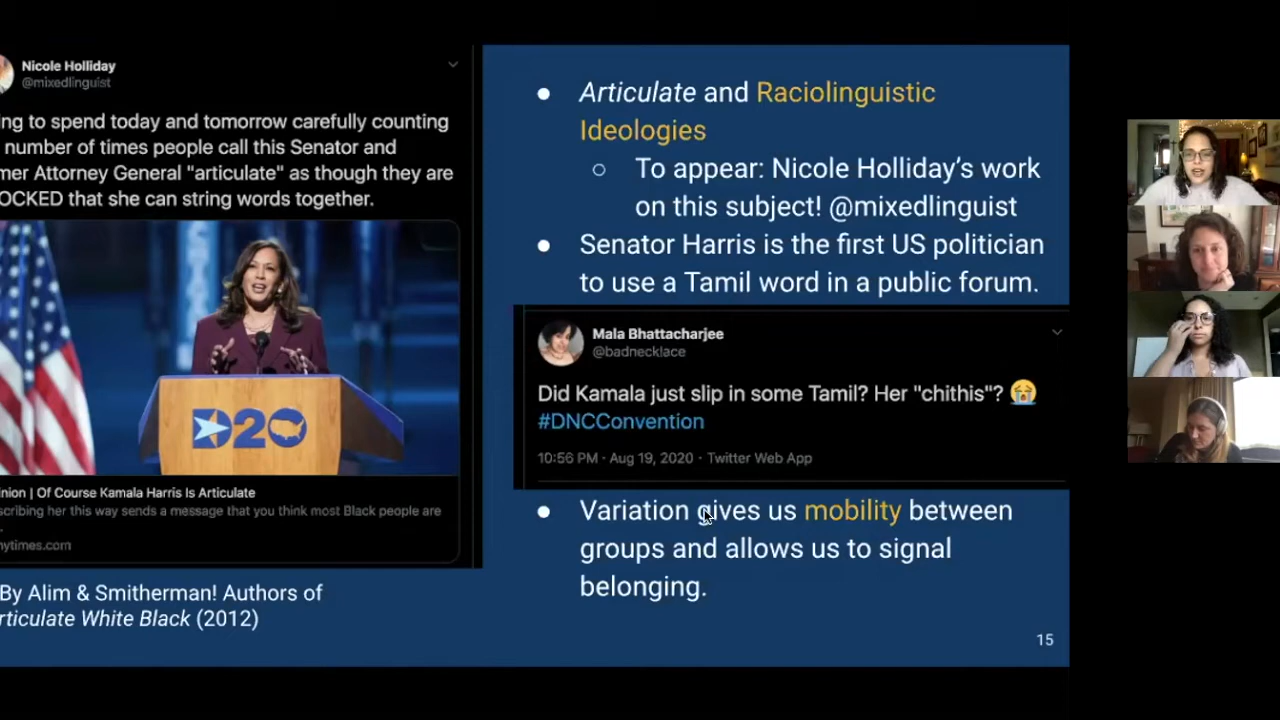 Nicole Holliday
@mixedlinguist
ing to spend today and tomorrow carefully counting
number of times people call this Senator and
mer Attorney General "articulate" as though they are
OCKED that she can string words together.
D20
nion | Of Course Kamala Harris Is Articulate
scribing her this way sends a message that you think most Black people are
.
nytimes.com
By Alim & Smitherman! Authors of
rticulate White Black (2012)
● Articulate and Raciolinguistic
Ideologies
○ To appear: Nicole Holliday's work
on this subject! @mixedlinguist
● Senator Harris is the first US politician
to use a Tamil word in a public forum.
Mala Bhattacharjee
@badnecklace
Did Kamala just slip in some Tamil? Her "chithis"? 😭
#DNCConvention
10:56 PM · Aug 19, 2020 · Twitter Web App
● Variation gives us mobility between
groups and allows us to signal
belonging.
15